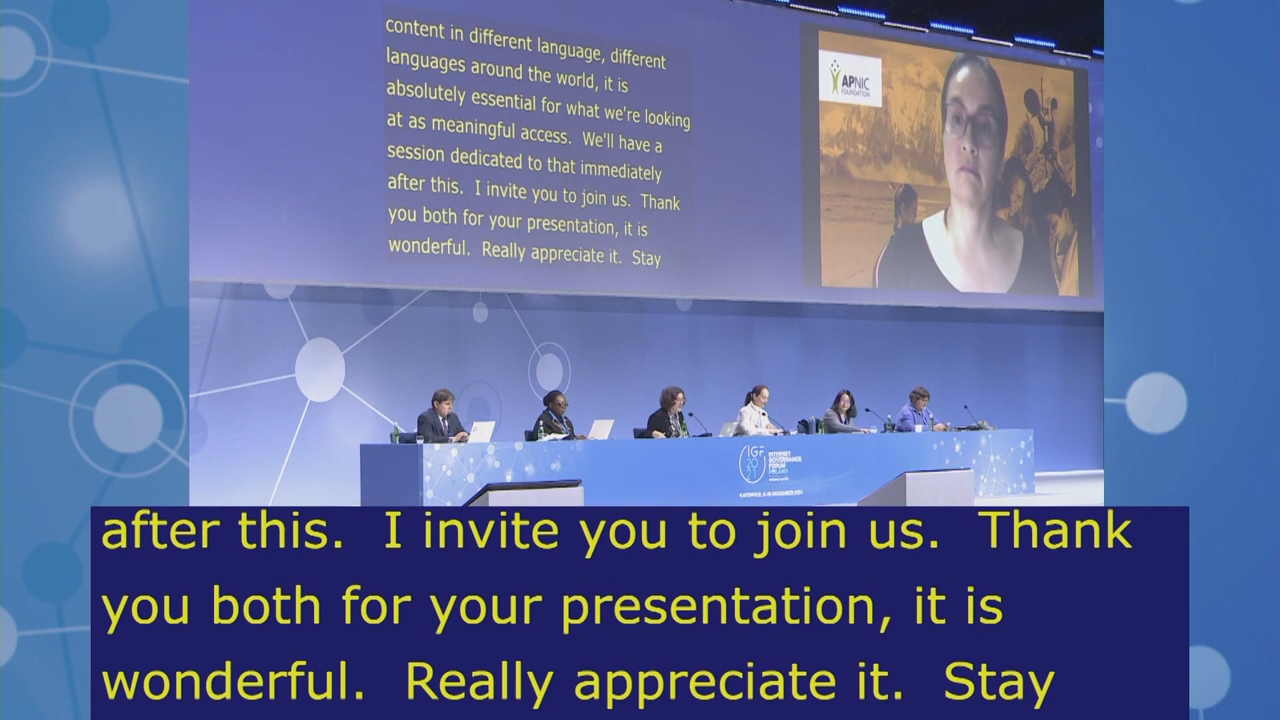 content in different language, different
languages around the world, it is
absolutely essential for what we're looking
at as meaningful access.  We'll have a
session dedicated to that immediately
after this.  I invite you to join us.  Thank
you both for your presentation, it is
wonderful.  Really appreciate it.  Stay
APNIC
FOUNDATION
IGF
20
21
INTERNET
GOVERNANCE
FORUM
POLAND
after this.  I invite you to join us.  Thank
you both for your presentation, it is
wonderful.  Really appreciate it.  Stay